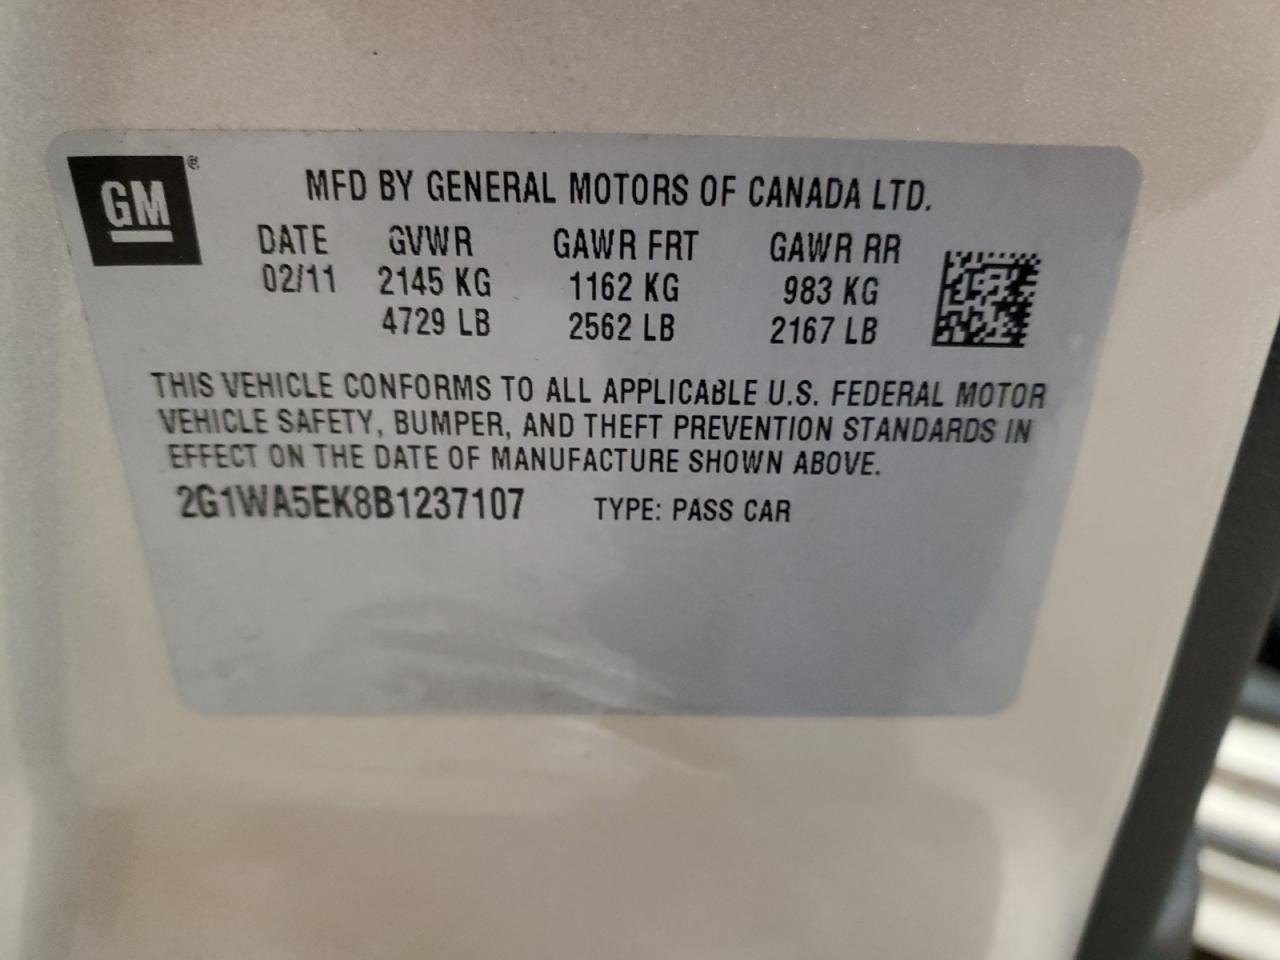 GM®
MFD BY GENERAL MOTORS OF CANADA LTD.
DATE GVWR GAWR FRT GAWR RR
02/11 2145 KG 1162 KG 983 KG
4729 LB 2562 LB 2167 LB
THIS VEHICLE CONFORMS TO ALL APPLICABLE U.S. FEDERAL MOTOR
VEHICLE SAFETY, BUMPER, AND THEFT PREVENTION STANDARDS IN
EFFECT ON THE DATE OF MANUFACTURE SHOWN ABOVE.
2G1WA5EK8B1237107 TYPE: PASS CAR